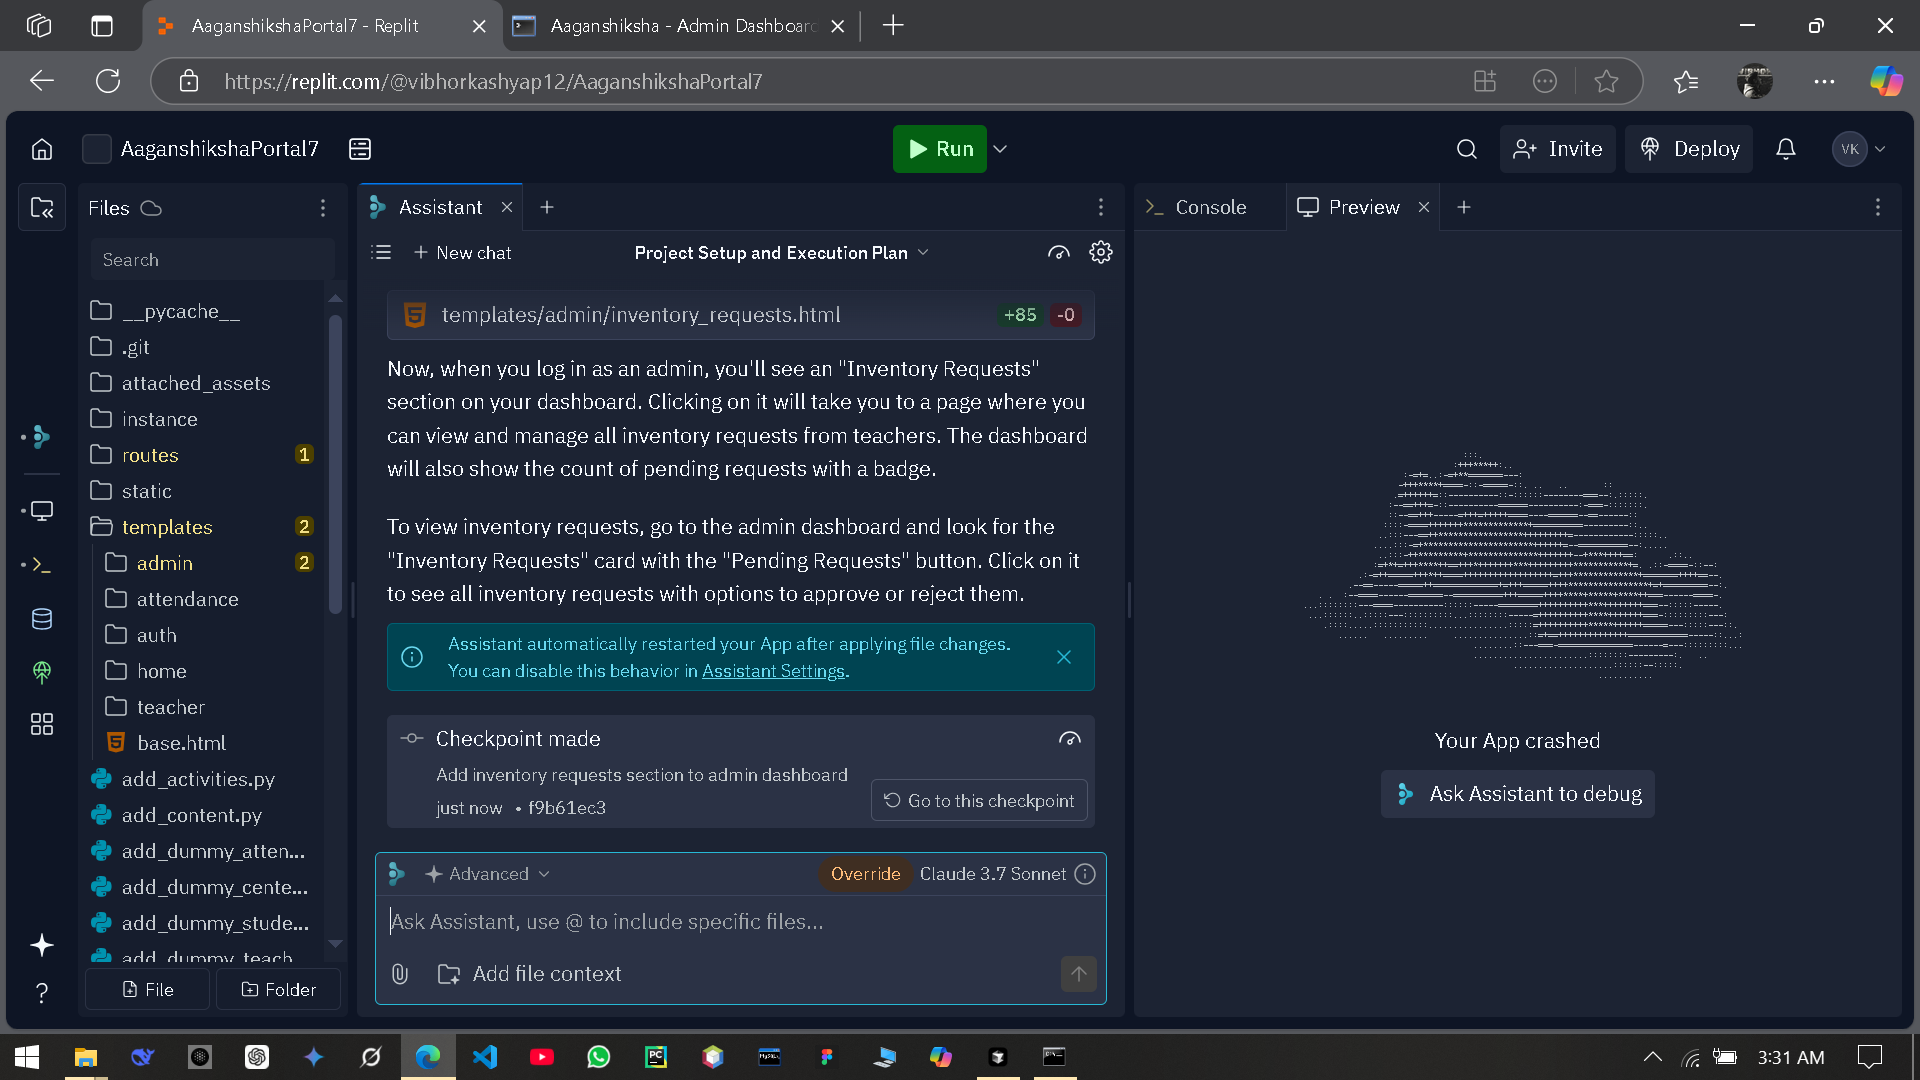 AaganshikshaPortal7 - Replit
Aaganshiksha - Admin Dashboar
https://replit.com/@vibhorkashyap12/AaganshikshaPortal7
AaganshikshaPortal7
Run
Invite
Deploy
VK
Files
Search
__pycache__
.git
attached_assets
instance
routes 1
static
templates 2
admin 2
attendance
auth
home
teacher
base.html
add_activities.py
add_content.py
add_dummy_atten...
add_dummy_cente...
add_dummy_stude...
add_dummy_teach
File
Folder
Assistant
New chat
Project Setup and Execution Plan
templates/admin/inventory_requests.html +85 -0
Now, when you log in as an admin, you'll see an "Inventory Requests"
section on your dashboard. Clicking on it will take you to a page where you
can view and manage all inventory requests from teachers. The dashboard
will also show the count of pending requests with a badge.
To view inventory requests, go to the admin dashboard and look for the
"Inventory Requests" card with the "Pending Requests" button. Click on it
to see all inventory requests with options to approve or reject them.
Assistant automatically restarted your App after applying file changes.
You can disable this behavior in Assistant Settings.
Checkpoint made
Add inventory requests section to admin dashboard
just now • f9b61ec3
Go to this checkpoint
Advanced
Override Claude 3.7 Sonnet
Ask Assistant, use @ to include specific files...
Add file context
Console
Preview
Your App crashed
Ask Assistant to debug
3:31 AM